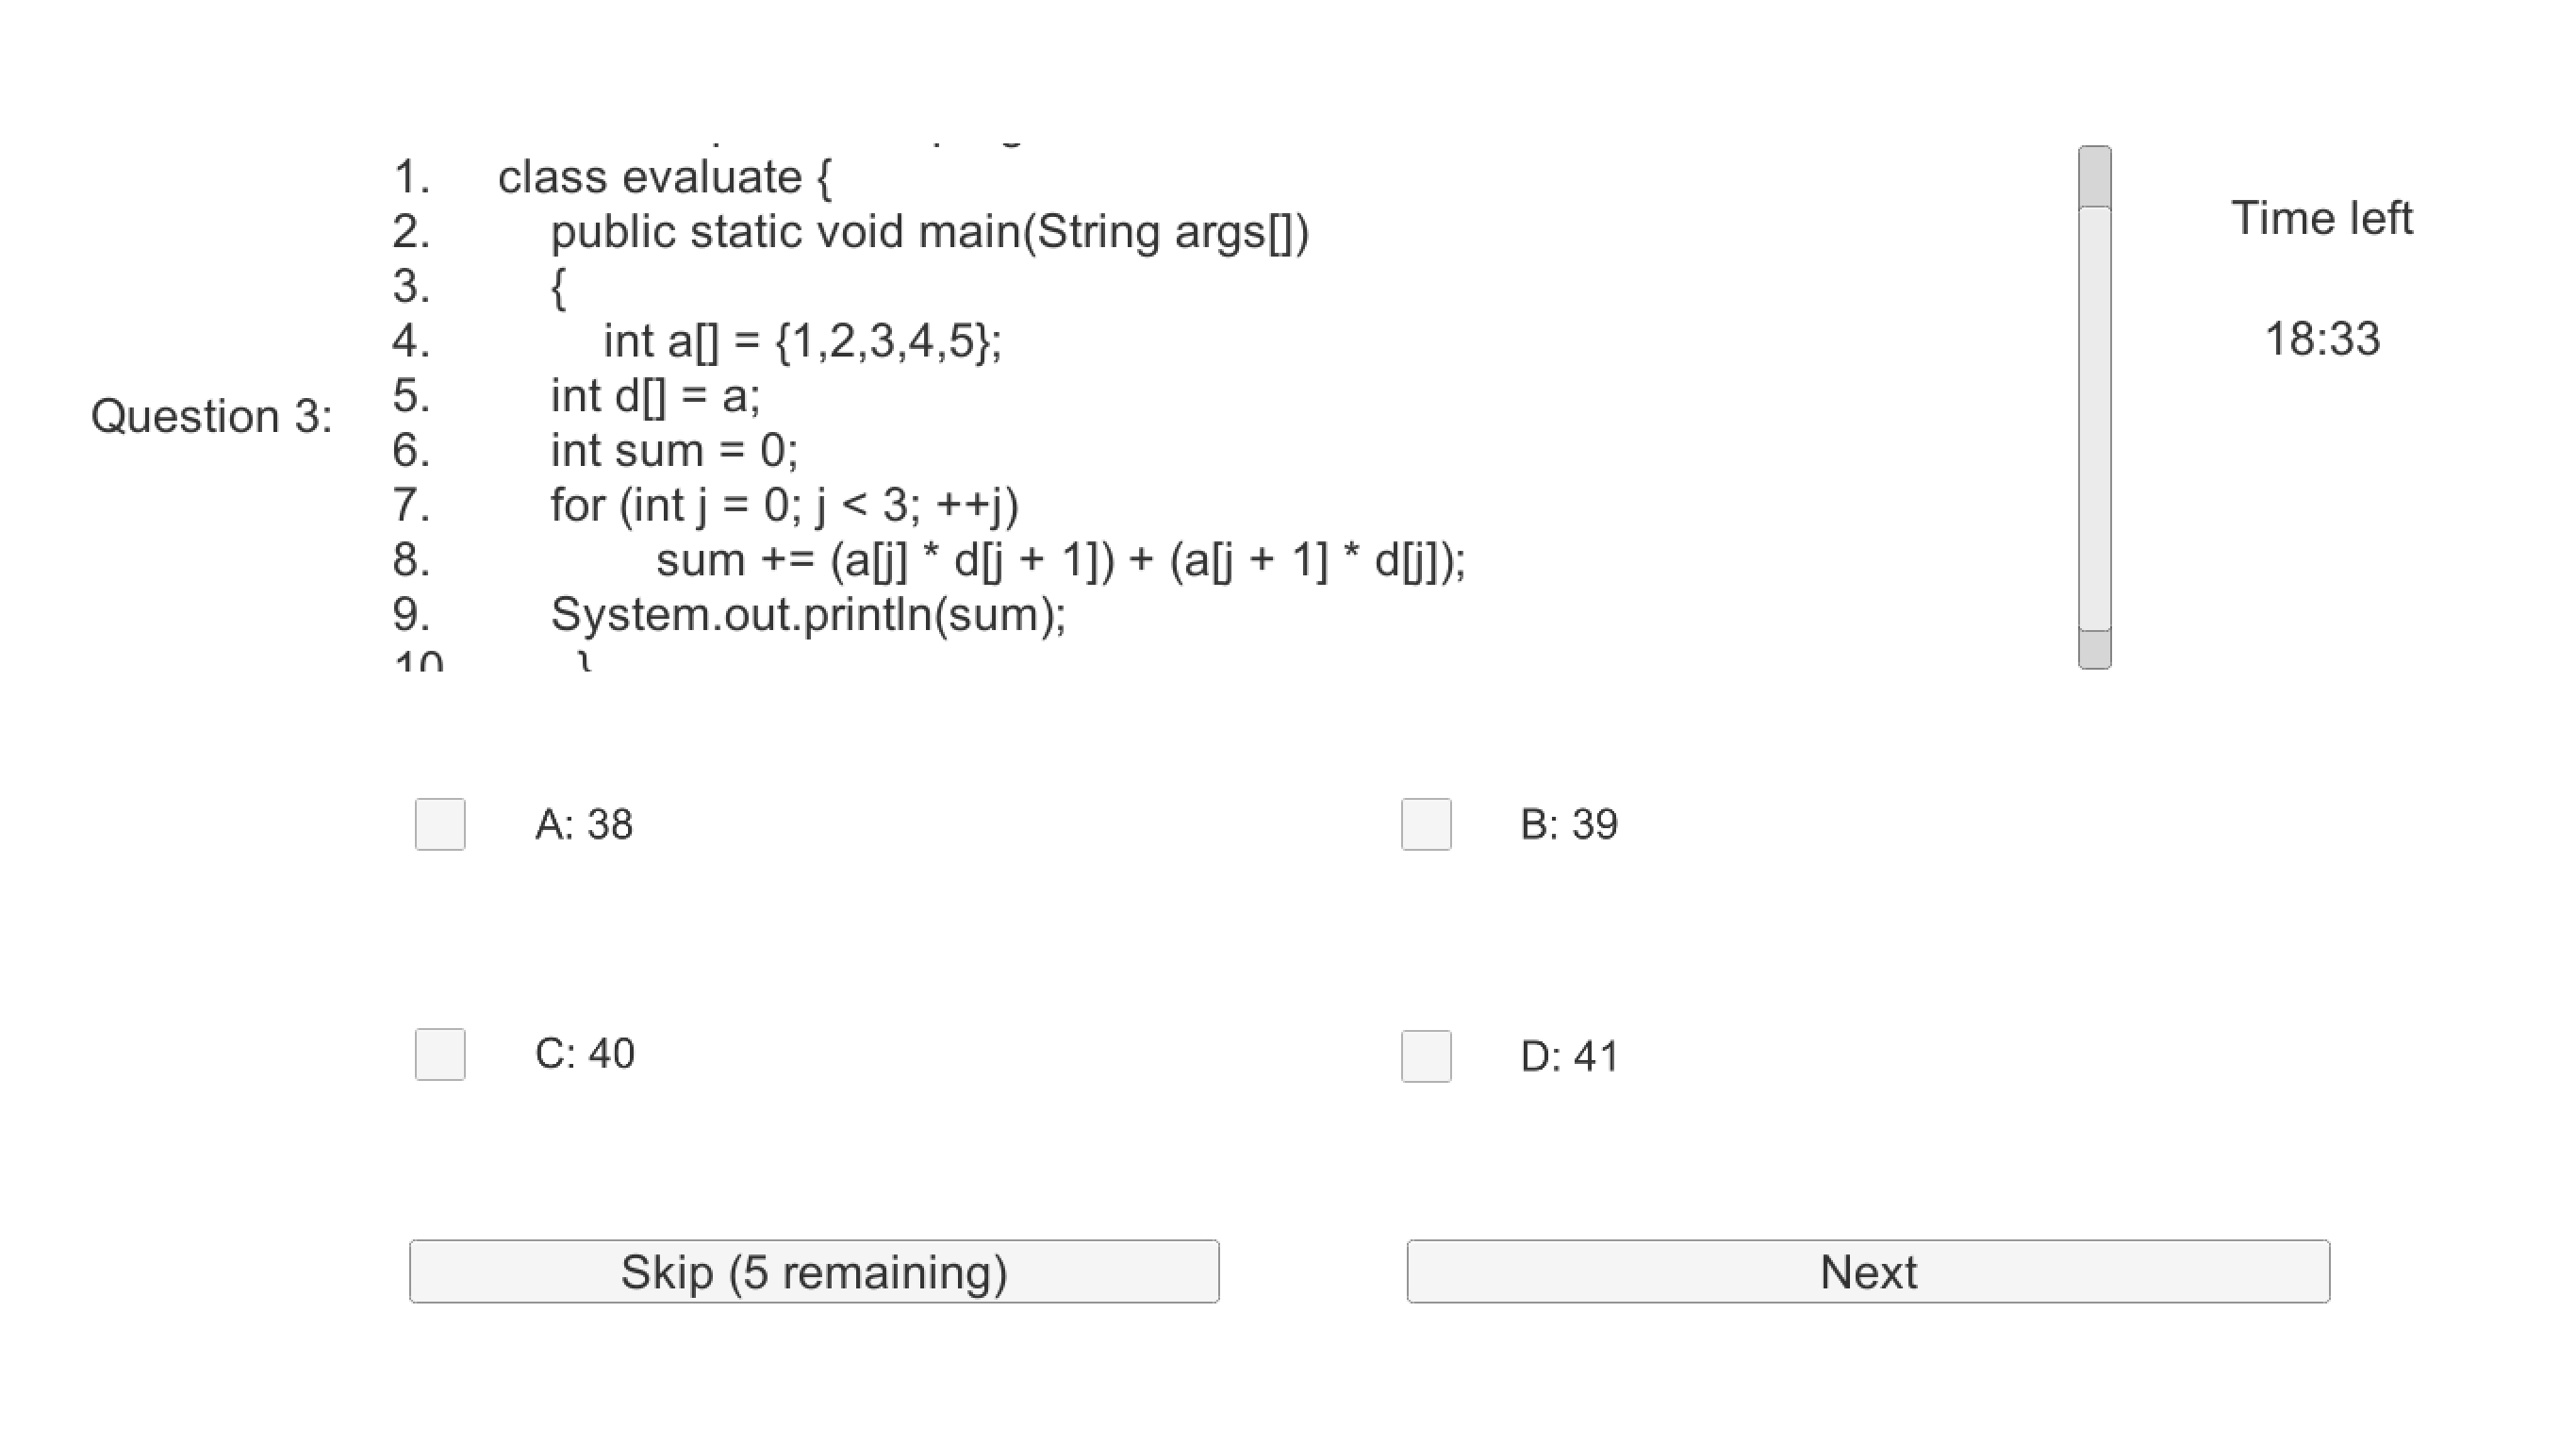 1. class evaluate {
2. public static void main(String args[])
3. {
4. int a[] = {1,2,3,4,5};
5. int d[] = a;
6. int sum = 0;
7. for (int j = 0; j < 3; ++j)
8. sum += (a[j] * d[j + 1]) + (a[j + 1] * d[j]);
9. System.out.println(sum);
10 }
Question 3:
Time left
18:33
A: 38
B: 39
C: 40
D: 41
Skip (5 remaining)
Next